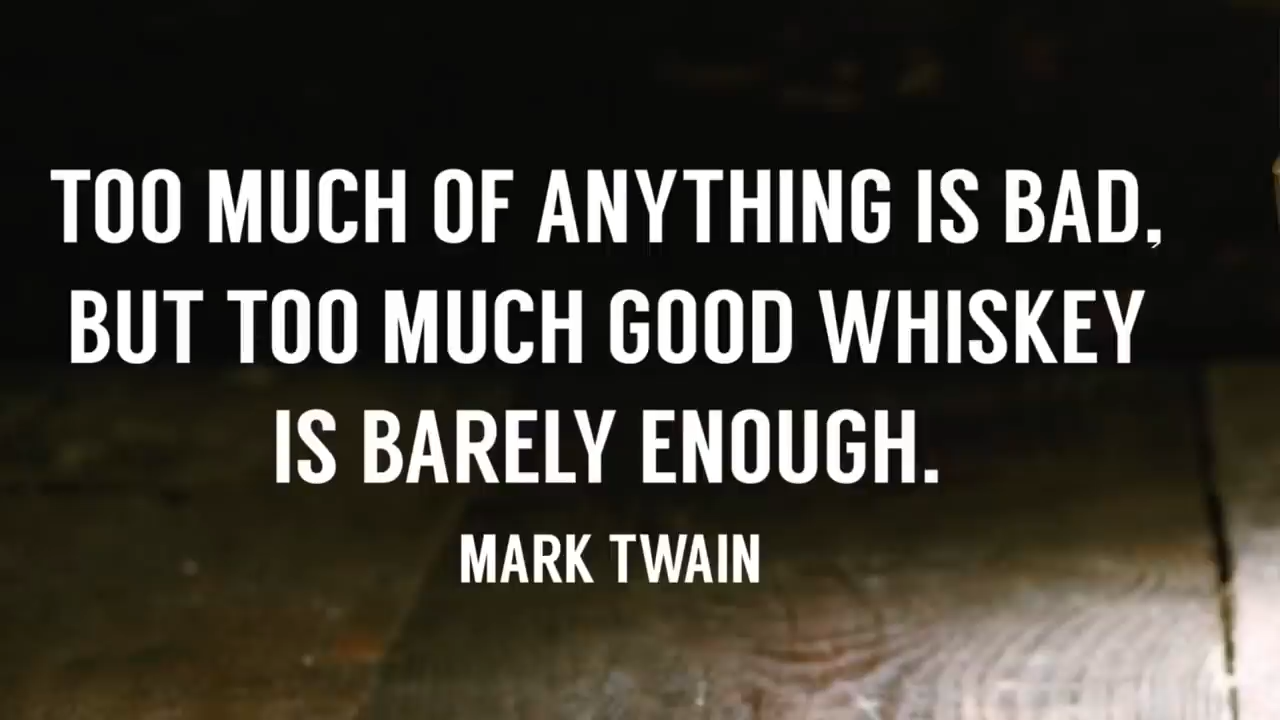 TOO MUCH OF ANYTHING IS BAD,
BUT TOO MUCH GOOD WHISKEY
IS BARELY ENOUGH.
MARK TWAIN